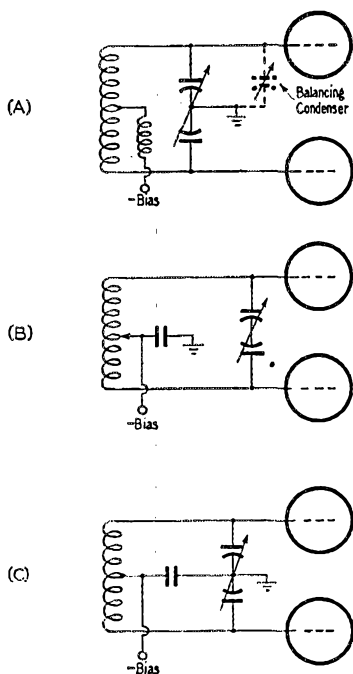 (A)
Balancing
Condenser
-Bias
(B)
-Bias
(C)
-Bias